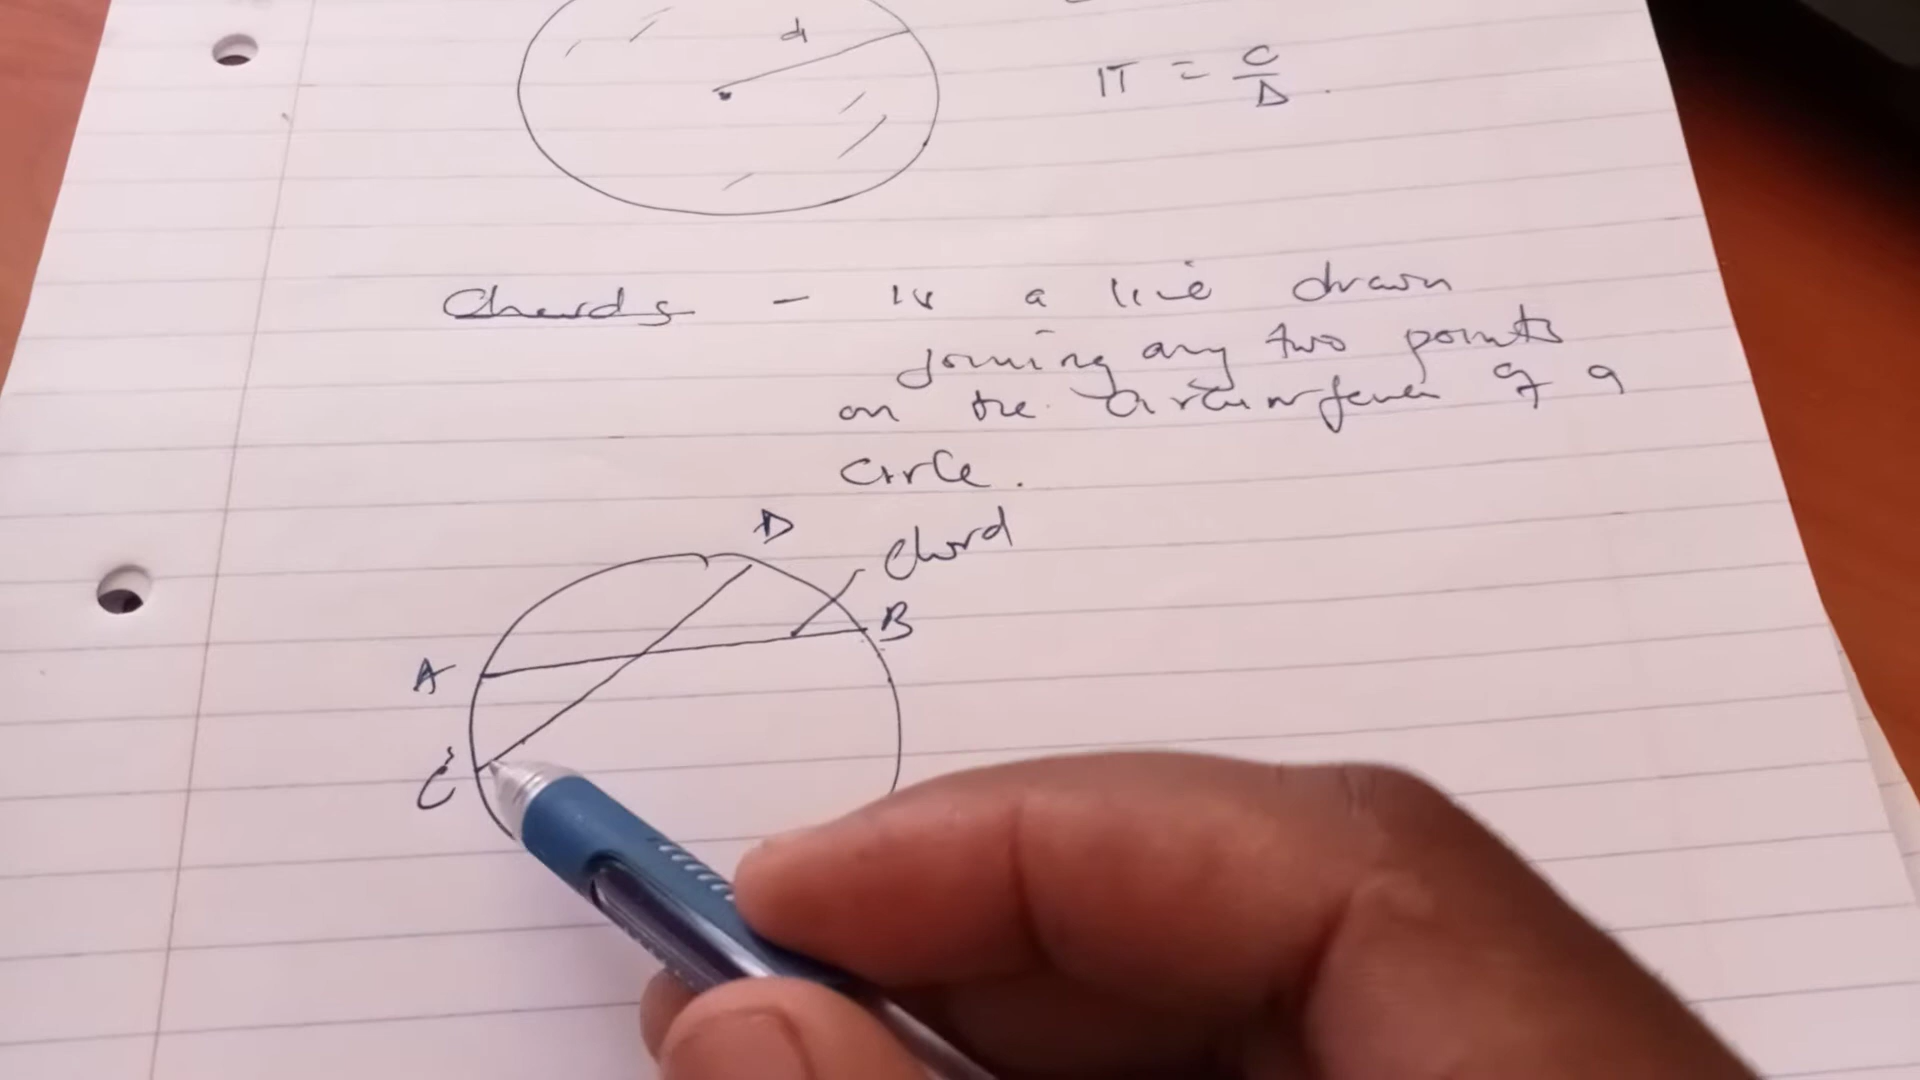 d
π = C/D.
Chords - is a line drawn
Joining any two points
on the circumference of a
circle.
D
Chord
B
A
C